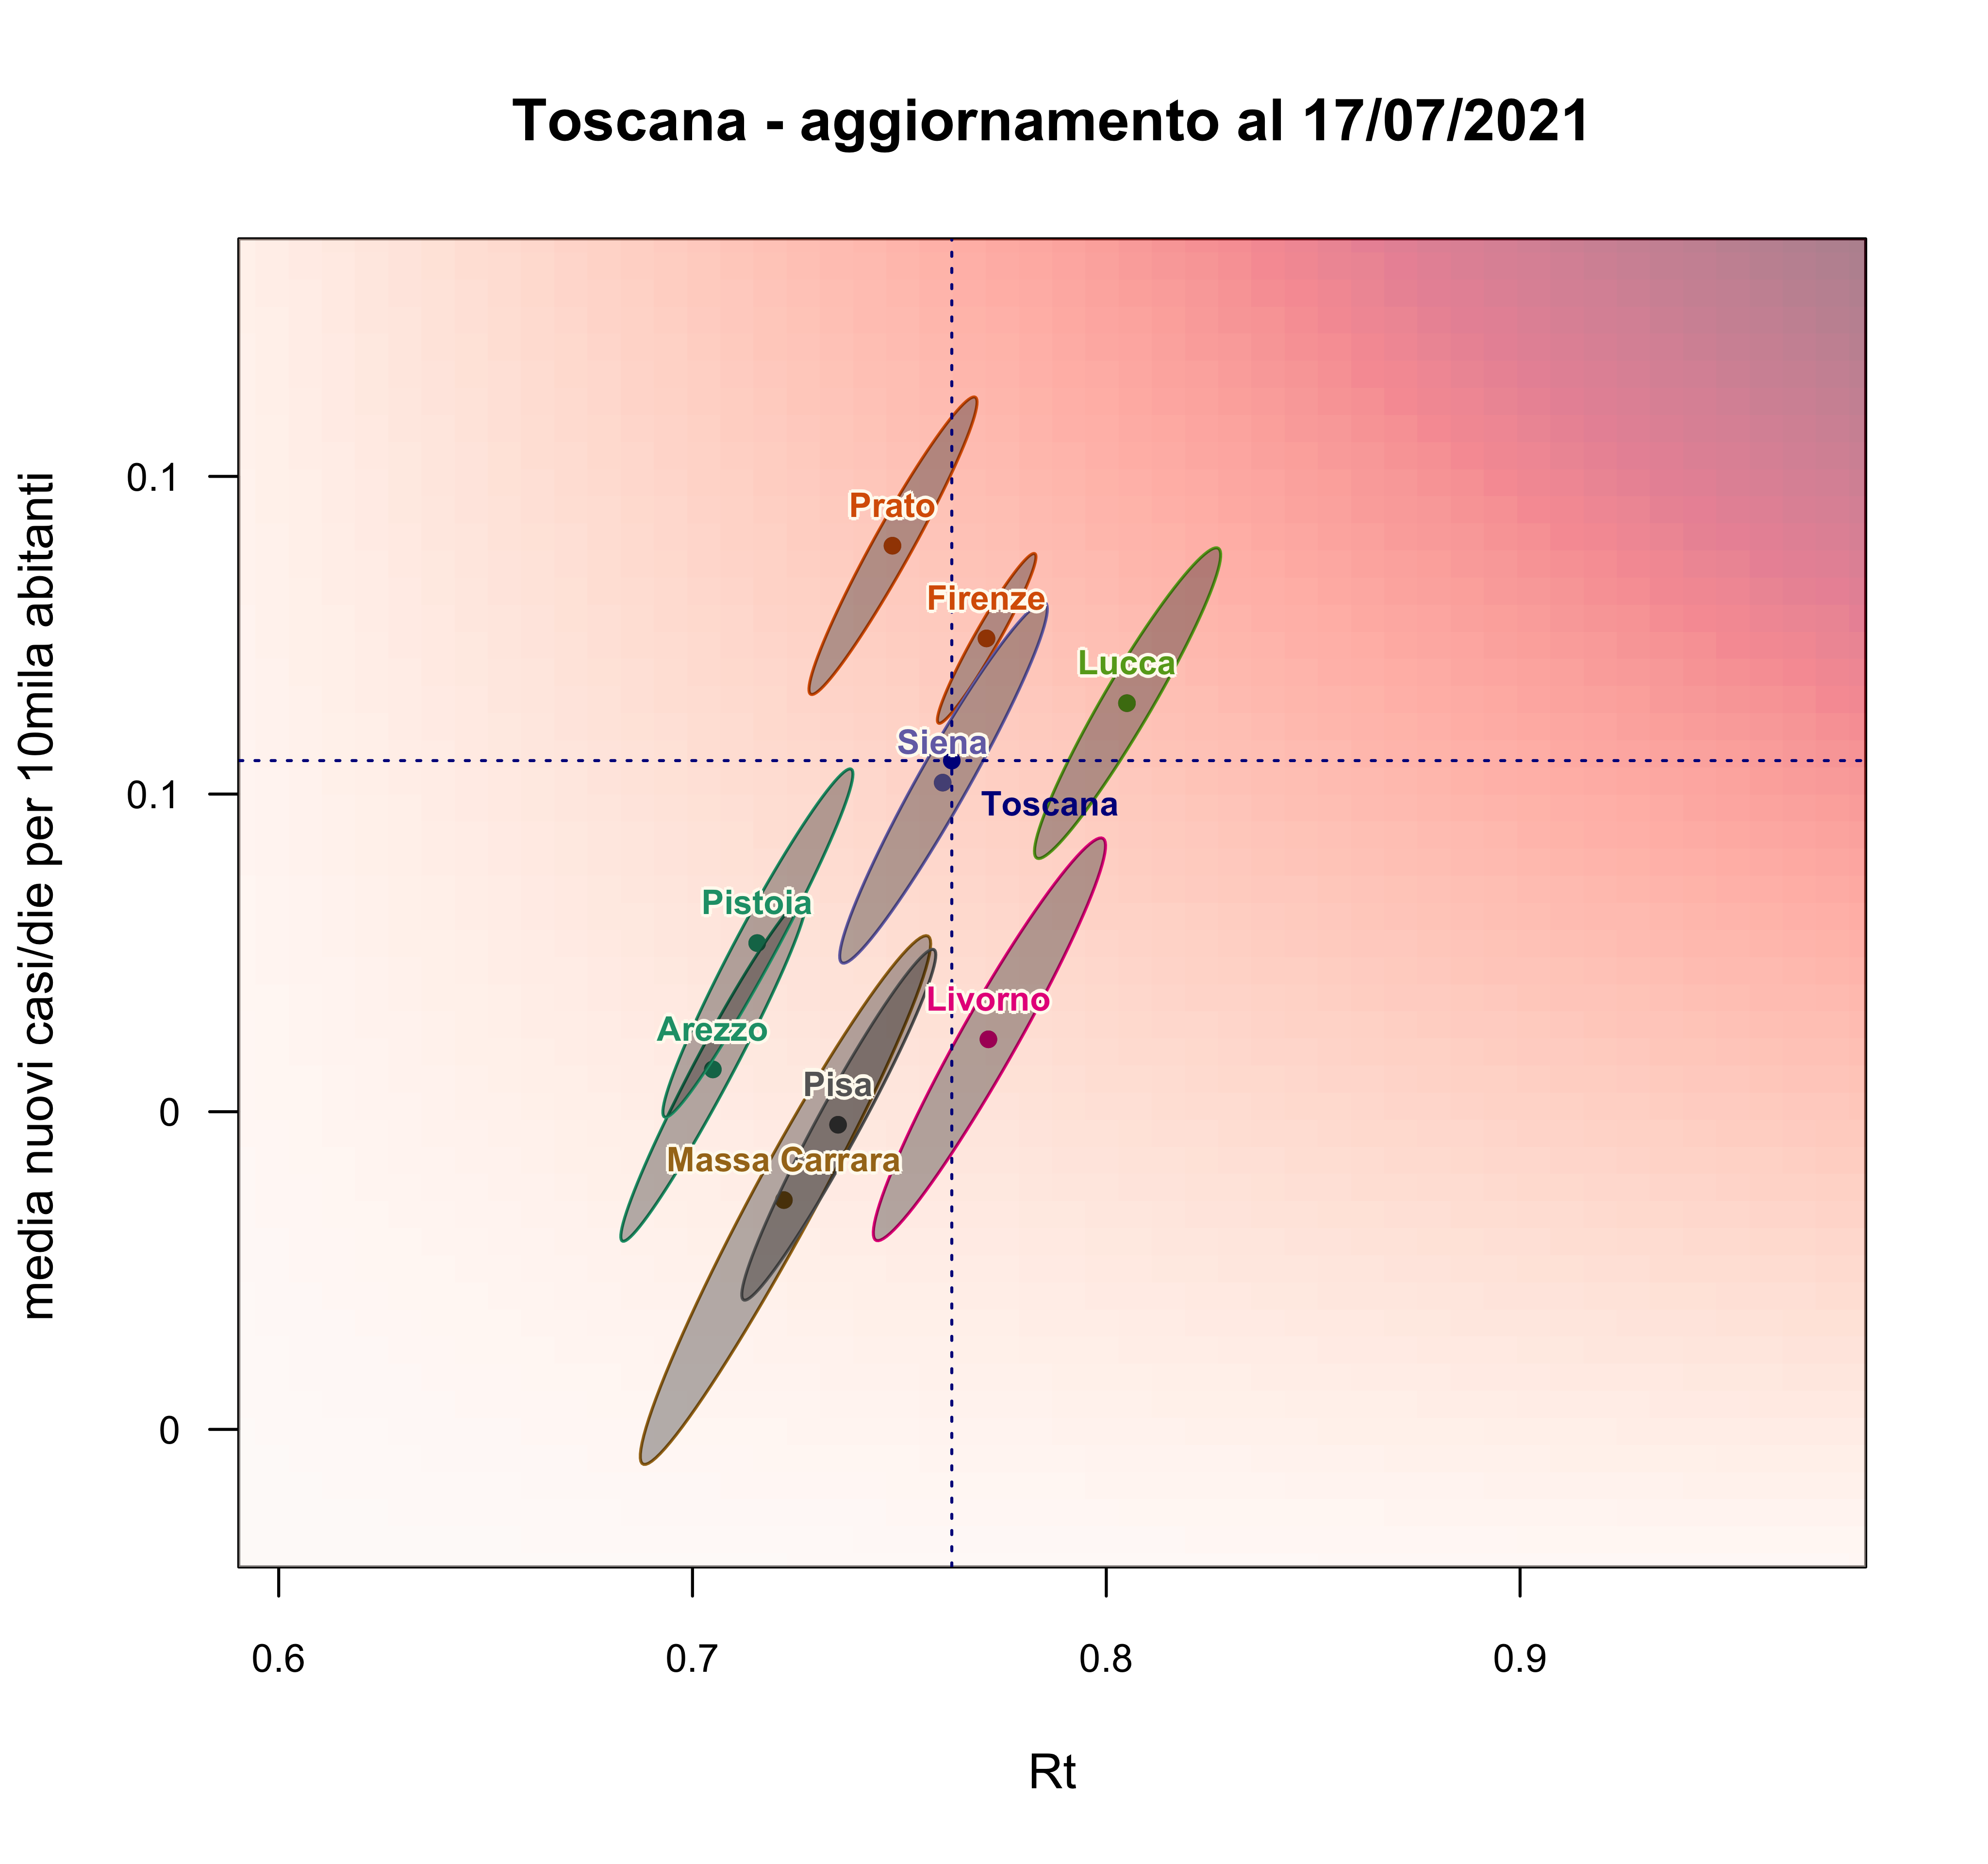 Toscana - aggiornamento al 17/07/2021
media nuovi casi/die per 10mila abitanti
0.1
0.1
0
0
Prato
Firenze
Lucca
Siena
Toscana
Pistoia
Livorno
Arezzo
Pisa
Massa Carrara
0.6
0.7
0.8
0.9
Rt